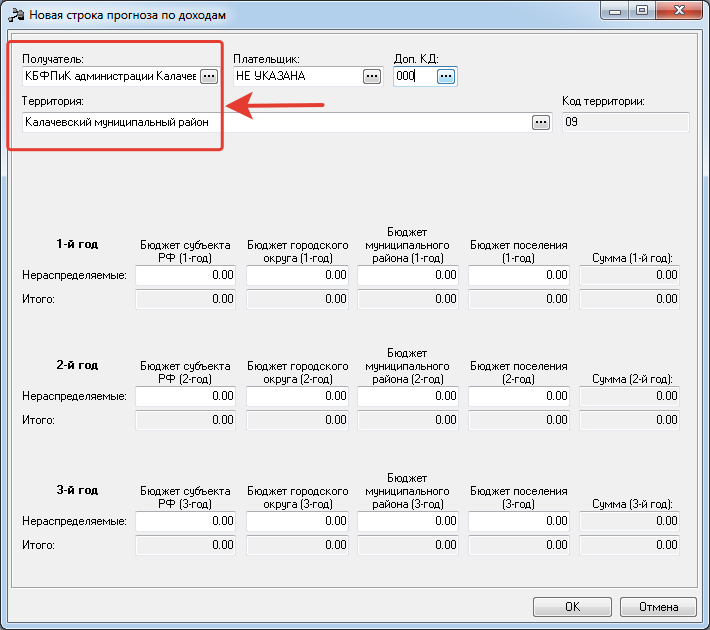 Новая строка прогноза по доходам
Получатель: Плательщик: Доп. КД:
КБФПиК администрации Калачев ... НЕ УКАЗАНА ... 000 ...
Территория: Код территории:
Калачевский муниципальный район ... 09
1-й год Бюджет субъекта РФ (1-год) Бюджет городского округа (1-год) Бюджет муниципального района (1-год) Бюджет поселения (1-год) Сумма (1-й год):
Нераспределяемые: 0.00 0.00 0.00 0.00 0.00
Итого: 0.00 0.00 0.00 0.00 0.00
2-й год Бюджет субъекта РФ (2-год) Бюджет городского округа (2-год) Бюджет муниципального района (2-год) Бюджет поселения (2-год) Сумма (2-й год):
Нераспределяемые: 0.00 0.00 0.00 0.00 0.00
Итого: 0.00 0.00 0.00 0.00 0.00
3-й год Бюджет субъекта РФ (3-год) Бюджет городского округа (3-год) Бюджет муниципального района (3-год) Бюджет поселения (3-год) Сумма (3-й год):
Нераспределяемые: 0.00 0.00 0.00 0.00 0.00
Итого: 0.00 0.00 0.00 0.00 0.00
OK Отмена